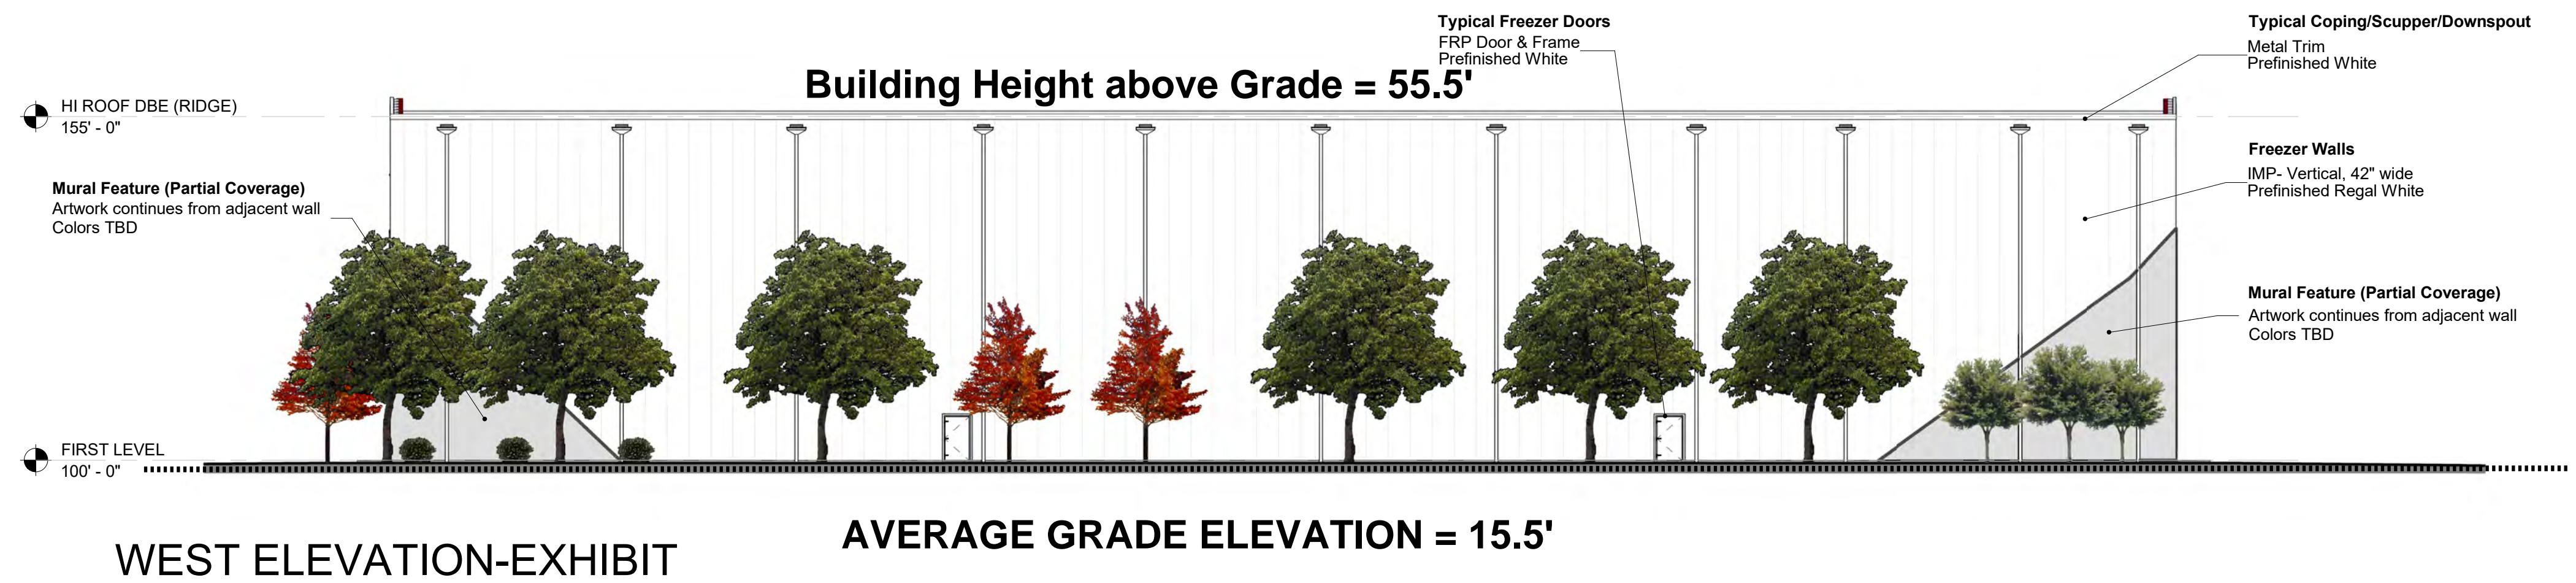 Typical Freezer Doors
FRP Door & Frame
Prefinished White
Typical Coping/Scupper/Downspout
Metal Trim
Prefinished White
Building Height above Grade = 55.5'
HI ROOF DBE (RIDGE)
155' - 0"
Freezer Walls
IMP- Vertical, 42" wide
Prefinished Regal White
Mural Feature (Partial Coverage)
Artwork continues from adjacent wall
Colors TBD
Mural Feature (Partial Coverage)
Artwork continues from adjacent wall
Colors TBD
FIRST LEVEL
100' - 0"
AVERAGE GRADE ELEVATION = 15.5'
WEST ELEVATION-EXHIBIT